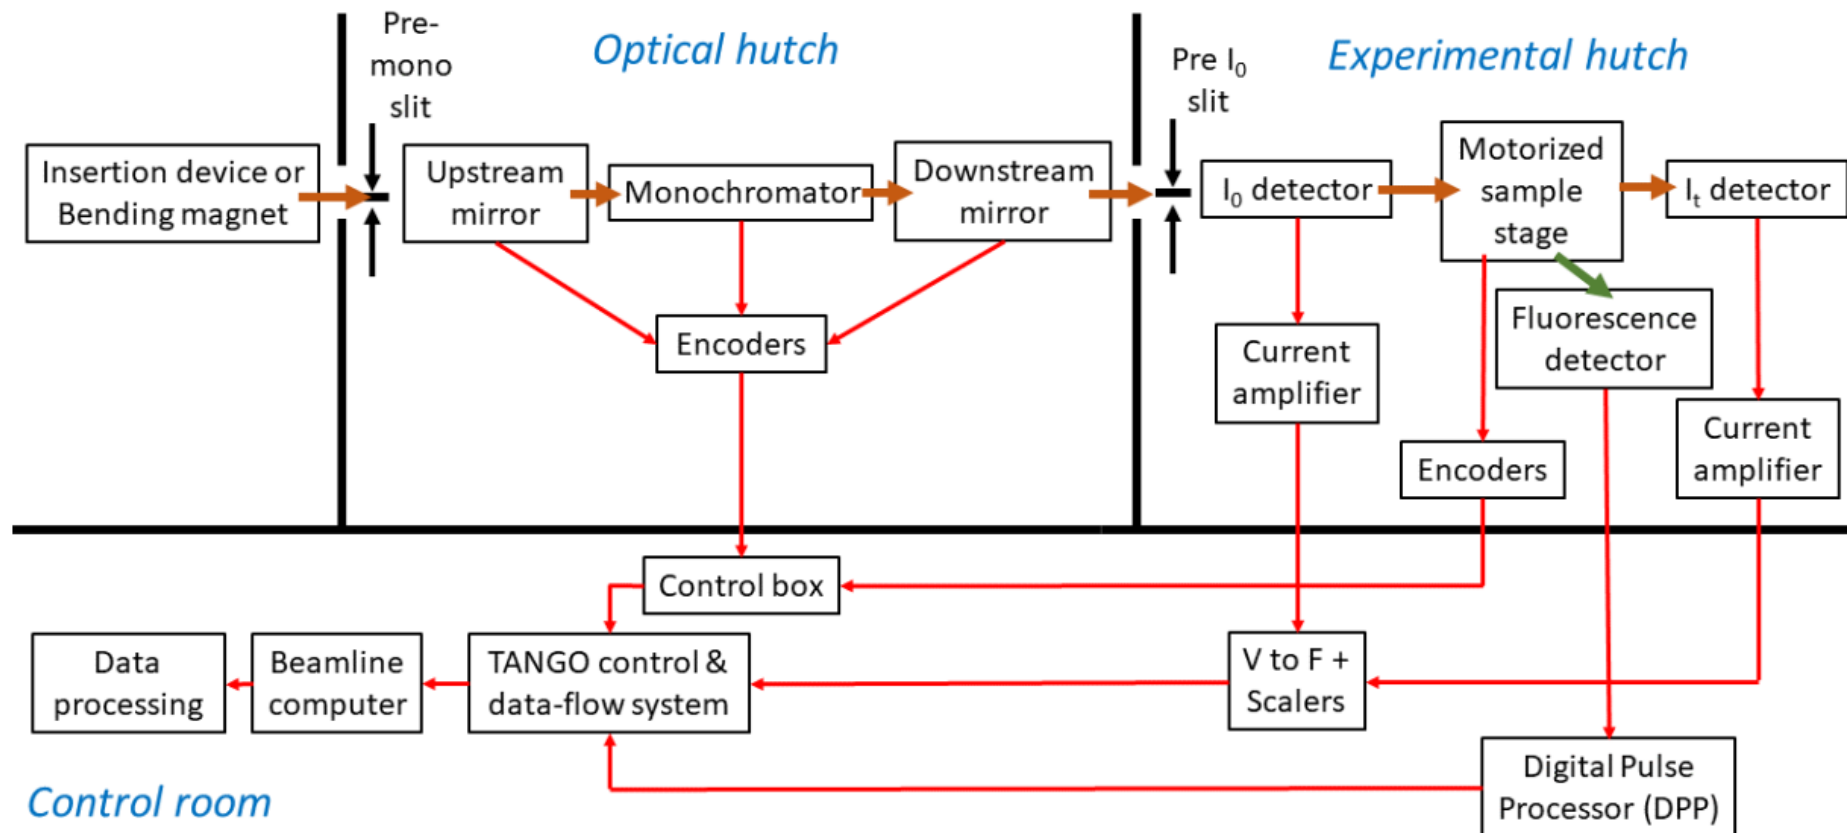 Pre-
mono
slit
Optical hutch
Pre I₀
slit
Experimental hutch
Insertion device or
Bending magnet
Upstream
mirror
Monochromator
Downstream
mirror
I₀ detector
Motorized
sample
stage
Iₜ detector
Encoders
Current
amplifier
Fluorescence
detector
Encoders
Current
amplifier
Control box
Data
processing
Beamline
computer
TANGO control &
data-flow system
V to F +
Scalers
Digital Pulse
Processor (DPP)
Control room